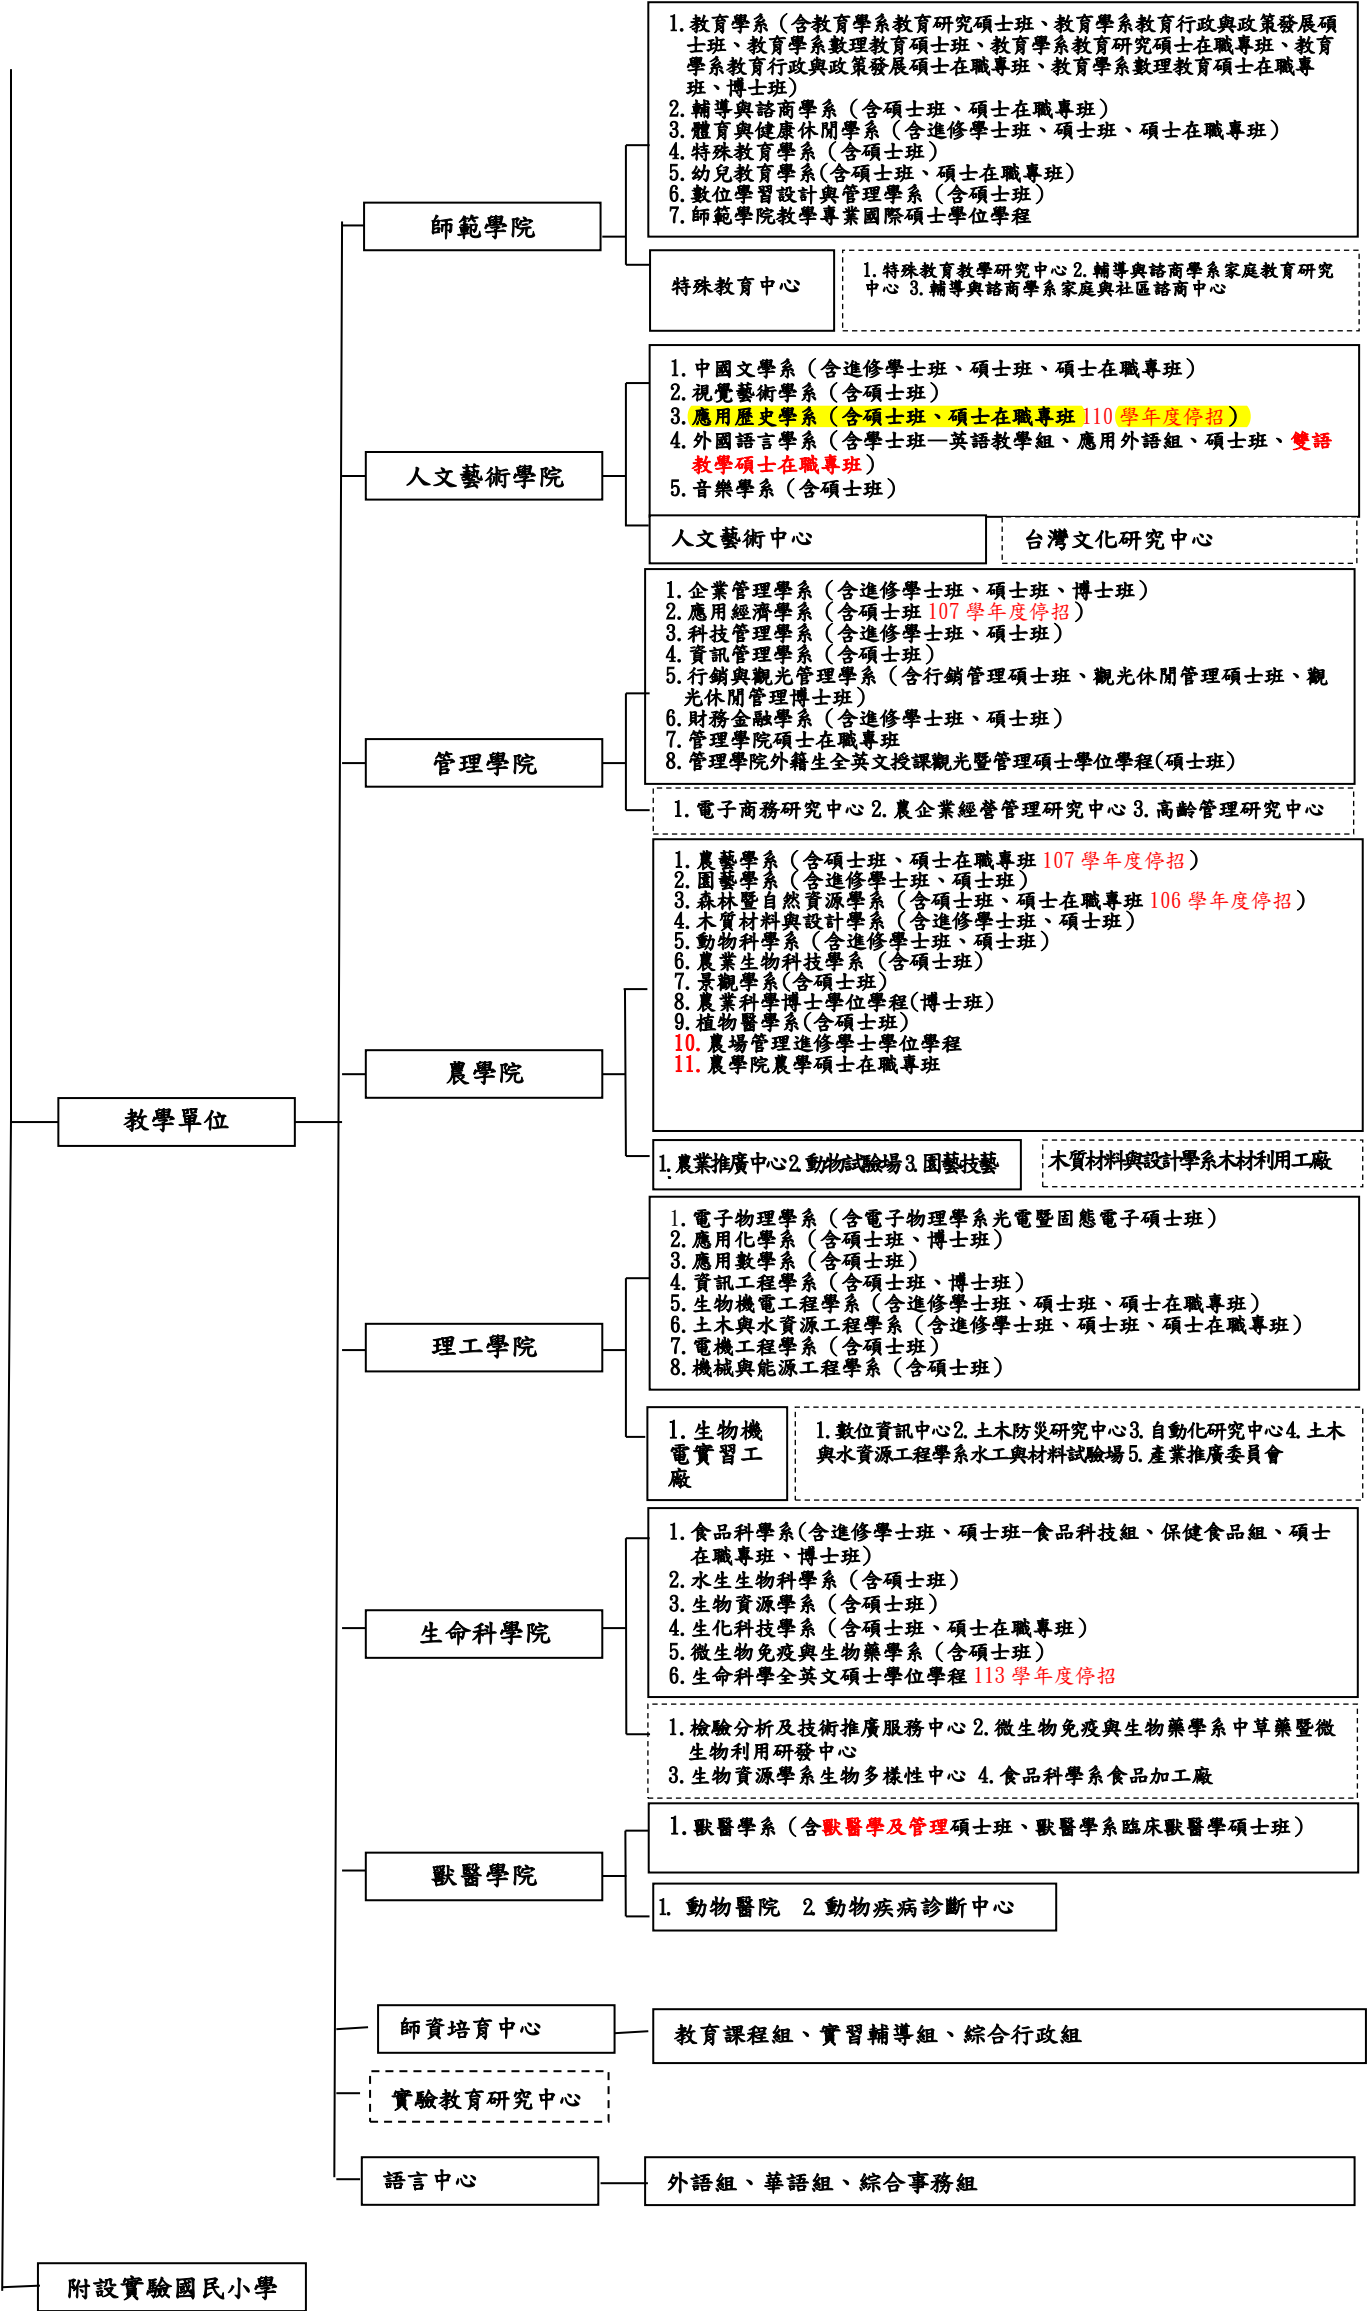 1.教育學系（含教育學系教育研究碩士班、教育學系教育行政與政策發展碩
士班、教育學系數理教育碩士班、教育學系教育研究碩士在職專班、教育
學系教育行政與政策發展碩士在職專班、教育學系數理教育碩士在職專
班、博士班）
2.輔導與諮商學系（含碩士班、碩士在職專班）
3.體育與健康休閒學系（含進修學士班、碩士班、碩士在職專班）
4.特殊教育學系（含碩士班）
5.幼兒教育學系(含碩士班、碩士在職專班）
6.數位學習設計與管理學系（含碩士班）
7.師範學院教學專業國際碩士學位學程
師範學院
特殊教育中心
1.特殊教育教學研究中心 2.輔導與諮商學系家庭教育研究
中心 3.輔導與諮商學系家庭與社區諮商中心
1.中國文學系（含進修學士班、碩士班、碩士在職專班）
2.視覺藝術學系（含碩士班）
3.應用歷史學系（含碩士班、碩士在職專班 110 學年度停招）
4.外國語言學系（含學士班—英語教學組、應用外語組、碩士班、雙語
教學碩士在職專班）
5.音樂學系（含碩士班）
人文藝術學院
人文藝術中心
台灣文化研究中心
1.企業管理學系（含進修學士班、碩士班、博士班）
2.應用經濟學系（含碩士班 107 學年度停招）
3.科技管理學系（含進修學士班、碩士班）
4.資訊管理學系（含碩士班）
5.行銷與觀光管理學系（含行銷管理碩士班、觀光休閒管理碩士班、觀
光休閒管理博士班）
6.財務金融學系（含進修學士班、碩士班）
7.管理學院碩士在職專班
8.管理學院外籍生全英文授課觀光暨管理碩士學位學程(碩士班）
管理學院
1.電子商務研究中心 2.農企業經營管理研究中心 3.高齡管理研究中心
1.農藝學系（含碩士班、碩士在職專班 107 學年度停招）
2.園藝學系（含進修學士班、碩士班）
3.森林暨自然資源學系（含碩士班、碩士在職專班 106 學年度停招）
4.木質材料與設計學系（含進修學士班、碩士班）
5.動物科學系（含進修學士班、碩士班）
6.農業生物科技學系（含碩士班）
7.景觀學系(含碩士班）
8.農業科學博士學位學程(博士班）
9.植物醫學系(含碩士班）
10.農場管理進修學士學位學程
11.農學院農學碩士在職專班
農學院
教學單位
1.農業推廣中心 2.動物試驗場 3.園藝技藝
木質材料與設計學系木材利用工廠
1.電子物理學系（含電子物理學系光電暨固態電子碩士班）
2.應用化學系（含碩士班、博士班）
3.應用數學系（含碩士班）
4.資訊工程學系（含碩士班、博士班）
5.生物機電工程學系（含進修學士班、碩士班、碩士在職專班）
6.土木與水資源工程學系（含進修學士班、碩士班、碩士在職專班）
7.電機工程學系（含碩士班）
8.機械與能源工程學系（含碩士班）
理工學院
1.生物機
電實習工
廠
1.數位資訊中心 2.土木防災研究中心 3.自動化研究中心 4.土木
與水資源工程學系水工與材料試驗場 5.產業推廣委員會
1.食品科學系(含進修學士班、碩士班-食品科技組、保健食品組、碩士
在職專班、博士班）
2.水生生物科學系（含碩士班）
3.生物資源學系（含碩士班）
4.生化科技學系（含碩士班、碩士在職專班）
5.微生物免疫與生物藥學系（含碩士班）
6.生命科學全英文碩士學位學程 113 學年度停招
生命科學院
1.檢驗分析及技術推廣服務中心 2.微生物免疫與生物藥學系中草藥暨微
生物利用研發中心
3.生物資源學系生物多樣性中心 4.食品科學系食品加工廠
1.獸醫學系（含獸醫學及管理碩士班、獸醫學系臨床獸醫學碩士班）
獸醫學院
1. 動物醫院 2.動物疾病診斷中心
師資培育中心
教育課程組、實習輔導組、綜合行政組
實驗教育研究中心
語言中心
外語組、華語組、綜合事務組
附設實驗國民小學